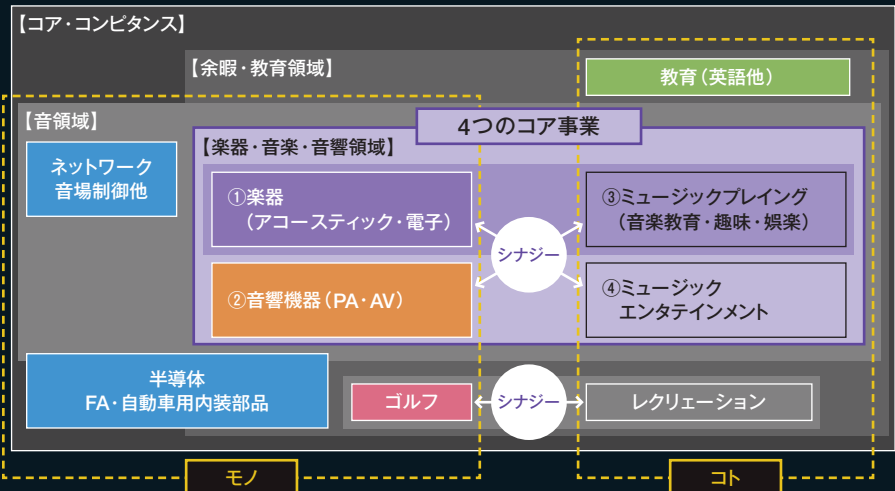 【コア・コンピタンス】
【余暇・教育領域】
教育（英語他）
【音領域】
4つのコア事業
【楽器・音楽・音響領域】
ネットワーク
音場制御他
①楽器
（アコースティック・電子）
③ミュージックプレイング
（音楽教育・趣味・娯楽）
シナジー
②音響機器（PA・AV）
④ミュージック
エンタテインメント
半導体
FA・自動車用内装部品
ゴルフ
シナジー
レクリェーション
モノ
コト